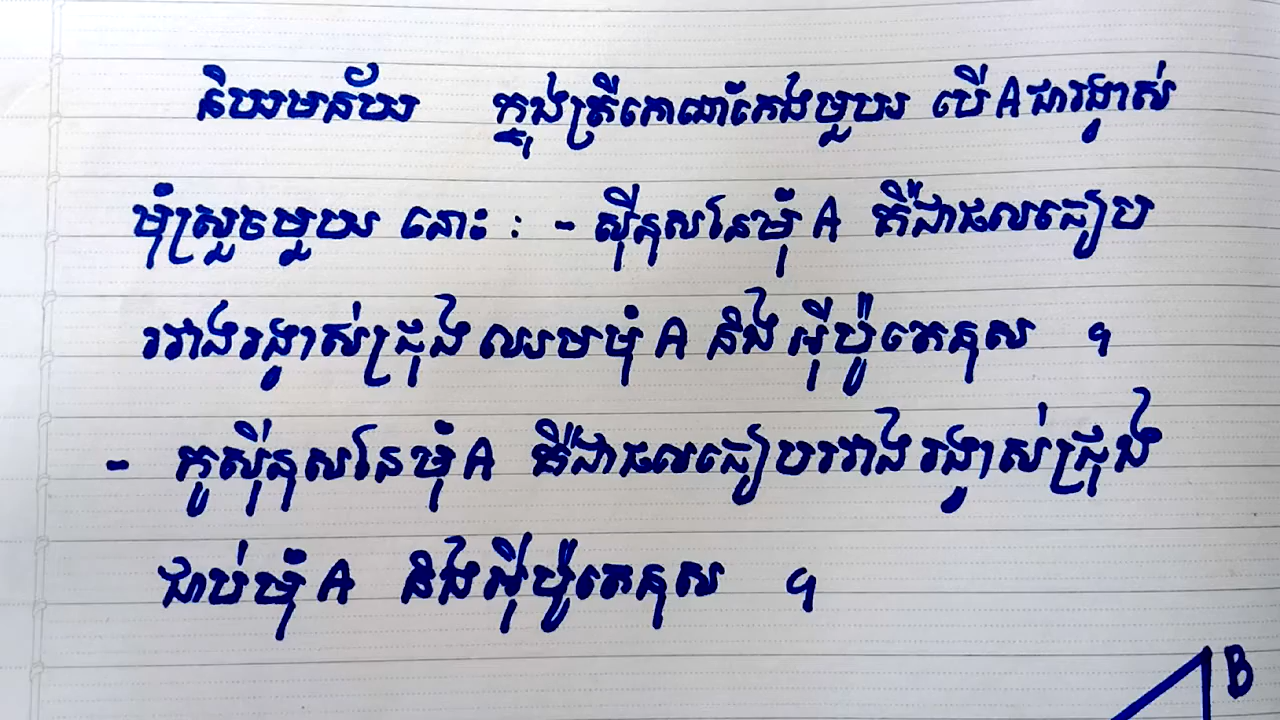 និយមន័យ ក្នុងត្រីកោណកែងមួយ បើ A ជារង្វាស់
មុំស្រួចមួយ នោះ : - ស៊ីនុសនៃមុំ A គឺជាផលធៀប
រវាងរង្វាស់ជ្រុងឈមមុំ A និងអ៊ីប៉ូតេនុស ។
- កូស៊ីនុសនៃមុំ A គឺជាផលធៀបរវាងរង្វាស់ជ្រុង
ជាប់មុំ A និងអ៊ីប៉ូតេនុស ។
B